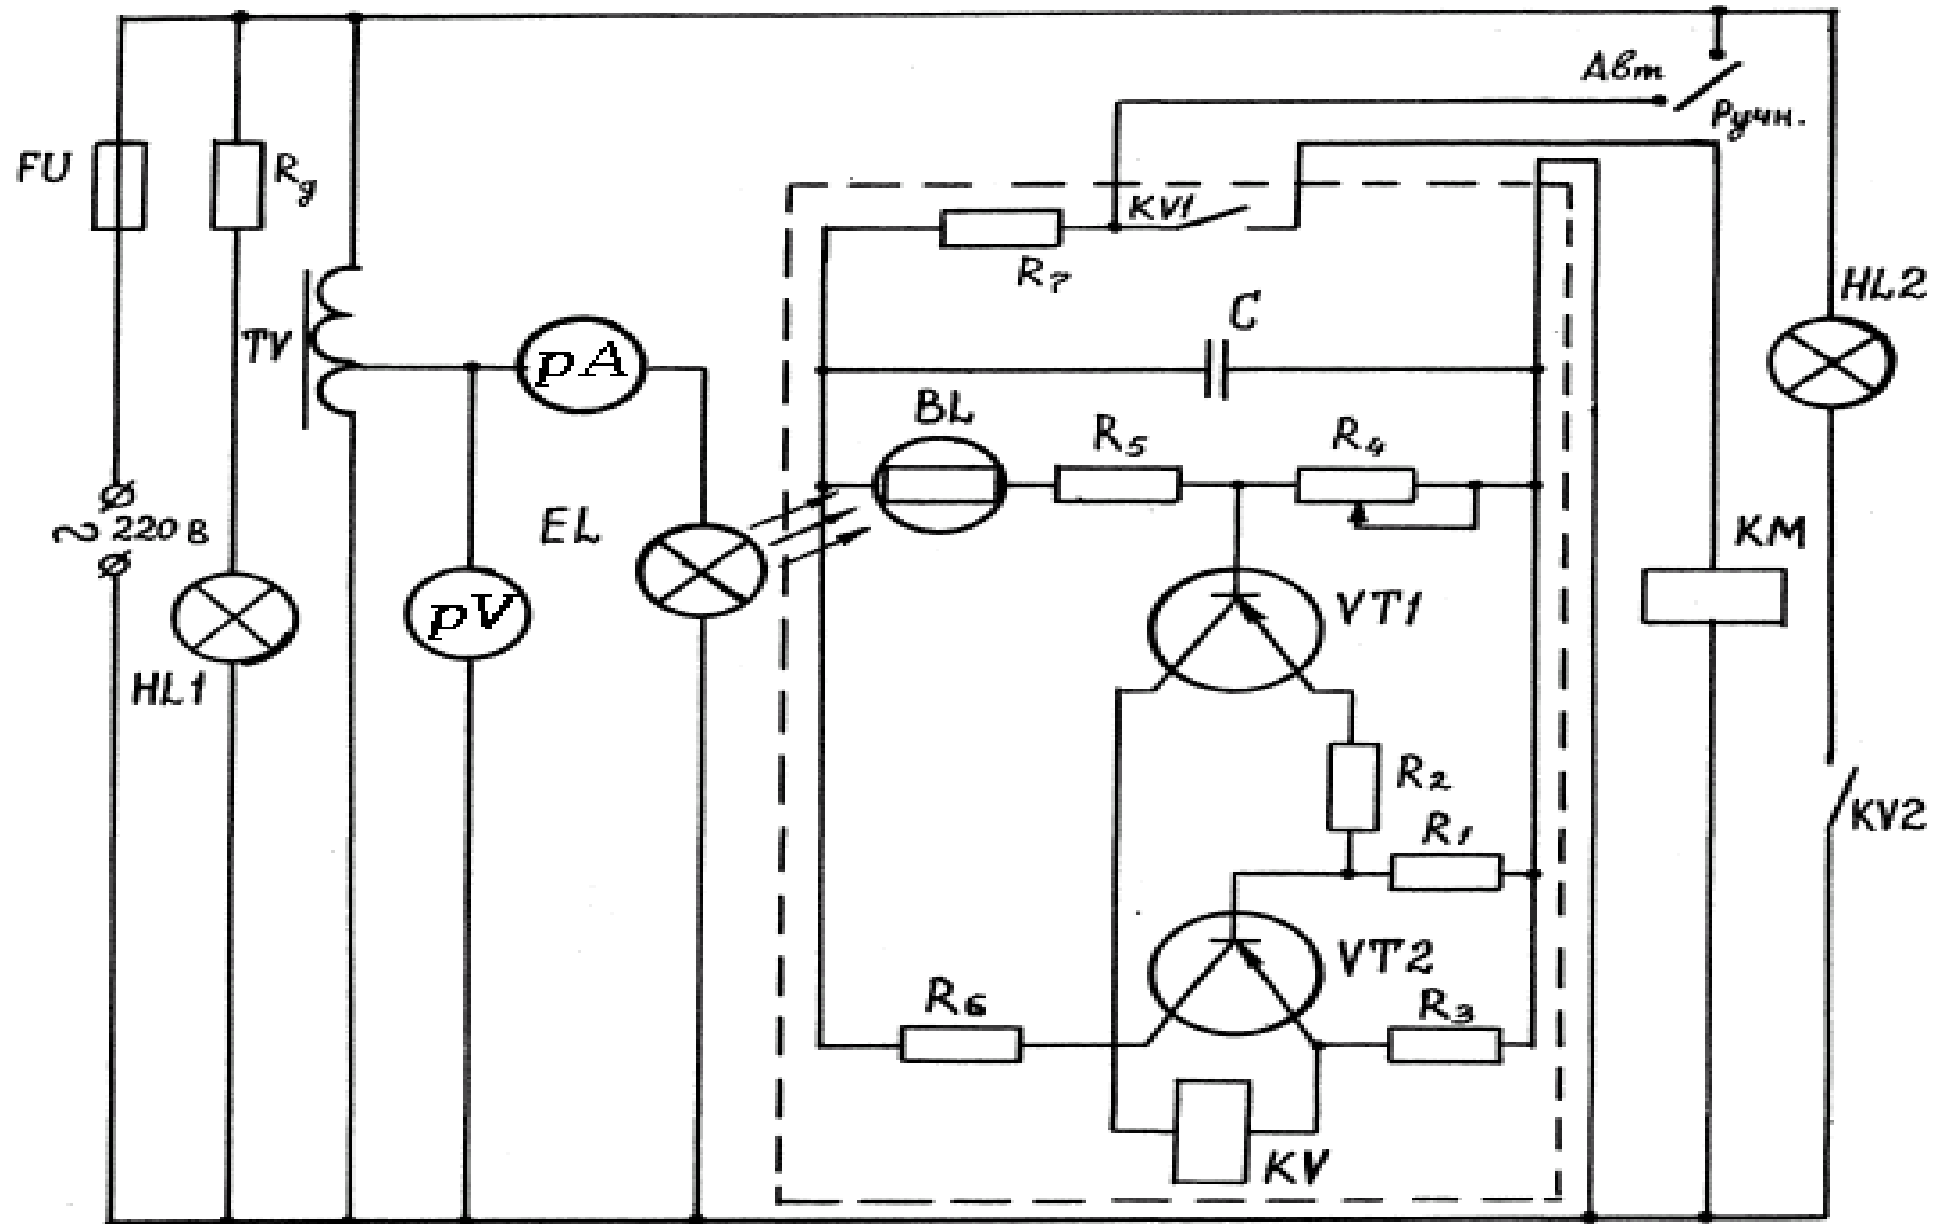 Авт
Ручн.
FU
Rд
KV1
R7
HL2
TV
C
pA
BL
R5
R4
~ 220 В
EL
KM
pV
VT1
HL1
R2
KV2
R1
VT2
R6
R3
KV